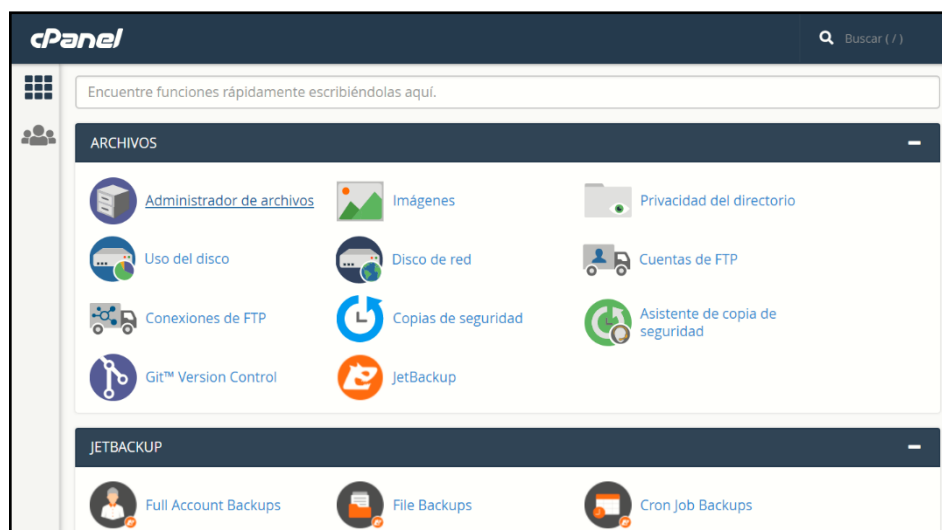 cPanel
Buscar ( / )
Encuentre funciones rápidamente escribiéndolas aquí.
ARCHIVOS
Administrador de archivos
Imágenes
Privacidad del directorio
Uso del disco
Disco de red
Cuentas de FTP
Conexiones de FTP
Copias de seguridad
Asistente de copia de
seguridad
Git™ Version Control
JetBackup
JETBACKUP
Full Account Backups
File Backups
Cron Job Backups